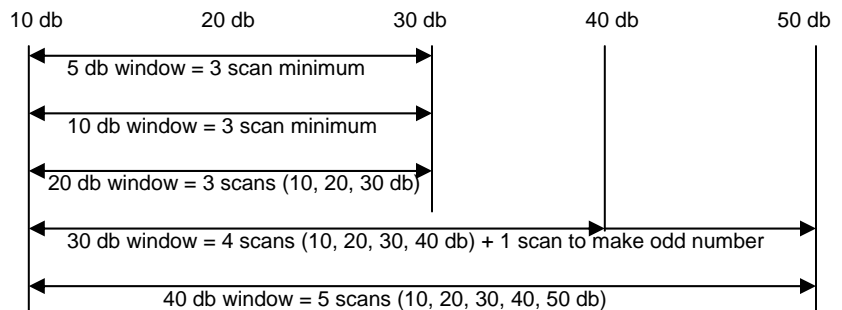 10 db 20 db 30 db 40 db 50 db
5 db window = 3 scan minimum
10 db window = 3 scan minimum
20 db window = 3 scans (10, 20, 30 db)
30 db window = 4 scans (10, 20, 30, 40 db) + 1 scan to make odd number
40 db window = 5 scans (10, 20, 30, 40, 50 db)